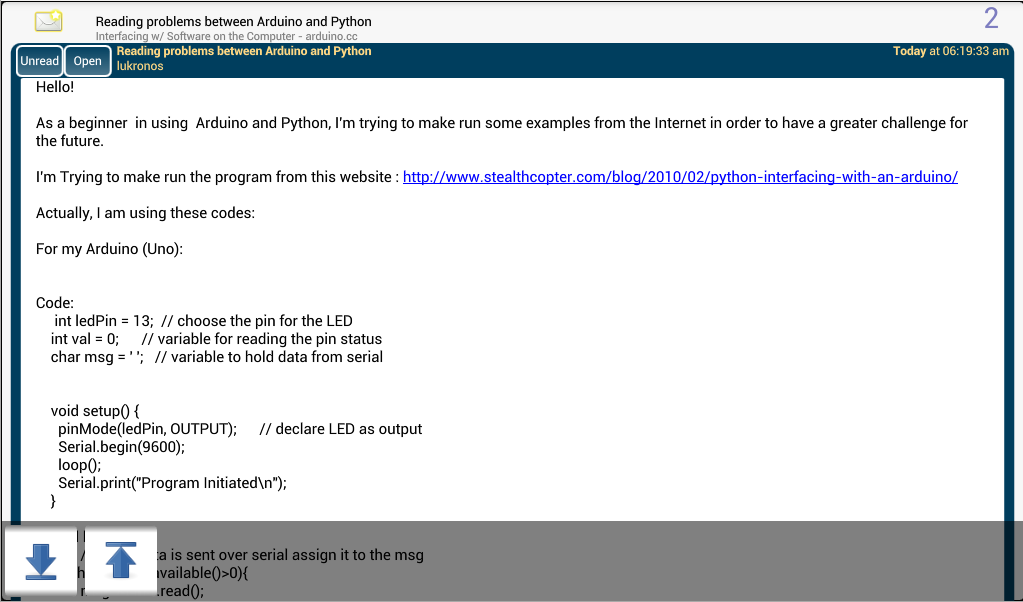 Reading problems between Arduino and Python
2
Interfacing w/ Software on the Computer - arduino.cc
Unread
Open
Reading problems between Arduino and Python
Today at 06:19:33 am
lukronos
Hello!
As a beginner  in using  Arduino and Python, I'm trying to make run some examples from the Internet in order to have a greater challenge for
the future.
I'm Trying to make run the program from this website : http://www.stealthcopter.com/blog/2010/02/python-interfacing-with-an-arduino/
Actually, I am using these codes:
For my Arduino (Uno):
Code:
int ledPin = 13;  // choose the pin for the LED
int val = 0;      // variable for reading the pin status
char msg = ' ';   // variable to hold data from serial
void setup() {
pinMode(ledPin, OUTPUT);      // declare LED as output
Serial.begin(9600);
loop();
Serial.print("Program Initiated\n");
}
is sent over serial assign it to the msg
vailable()>0){
.read();